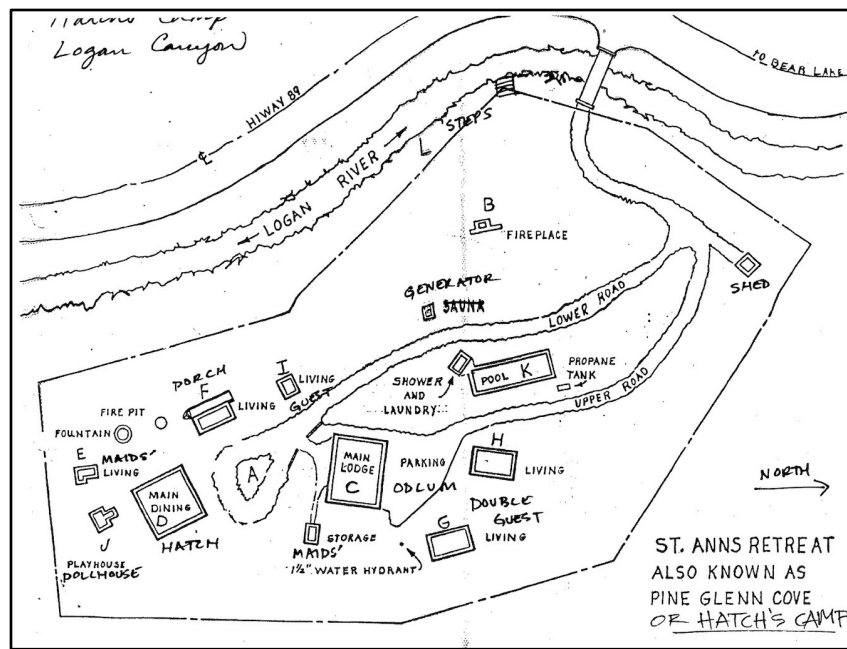 Logan Canyon
HIWAY 89
TO BEAR LAKE
LOGAN RIVER
STEPS
L
B
FIREPLACE
SHED
GENERATOR
SAUNA
LOWER ROAD
UPPER ROAD
PORCH
F
LIVING
I
LIVING
GUEST
SHOWER
AND
LAUNDRY
POOL K
PROPANE
TANK
FIRE PIT
FOUNTAIN
E
MAIDS'
LIVING
MAIN
DINING
D
HATCH
A
MAIN
LODGE
C
PARKING
ODLUM
H
LIVING
DOUBLE
GUEST
G
LIVING
J
PLAYHOUSE
DOLLHOUSE
STORAGE
MAIDS'
1½" WATER HYDRANT
NORTH
ST. ANNS RETREAT
ALSO KNOWN AS
PINE GLENN COVE
OR HATCH'S CAMP